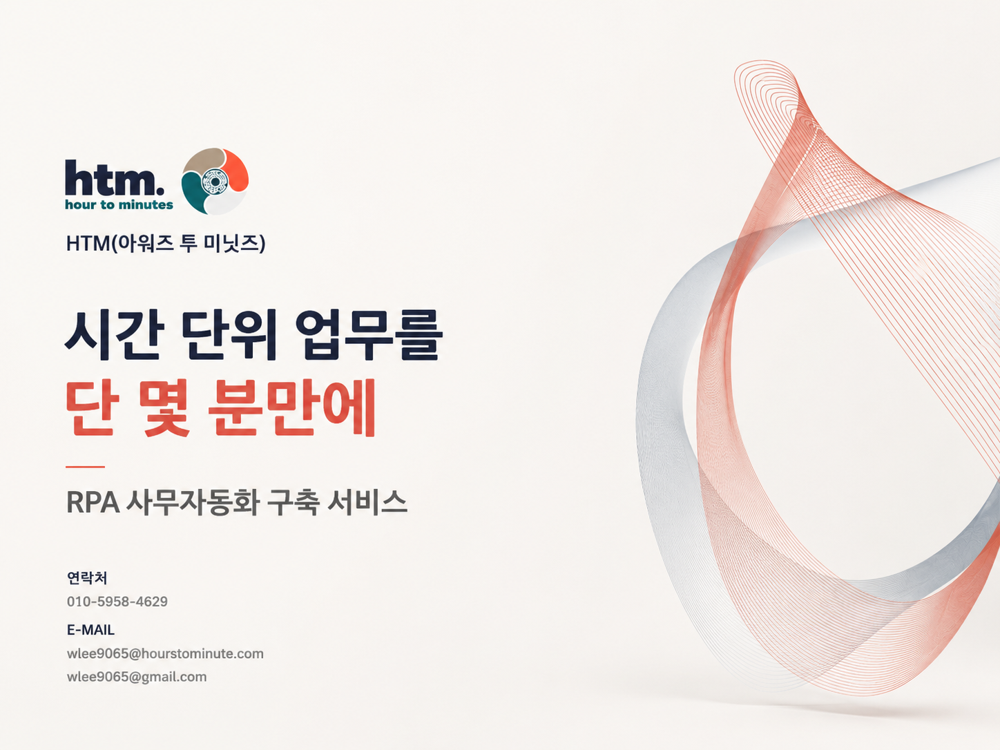 htm.
hour to minutes
HTM(아워즈 투 미닛즈)
시간 단위 업무를
단 몇 분만에
RPA 사무자동화 구축 서비스
연락처
010-5958-4629
E-MAIL
wlee9065@hourstominute.com
wlee9065@gmail.com